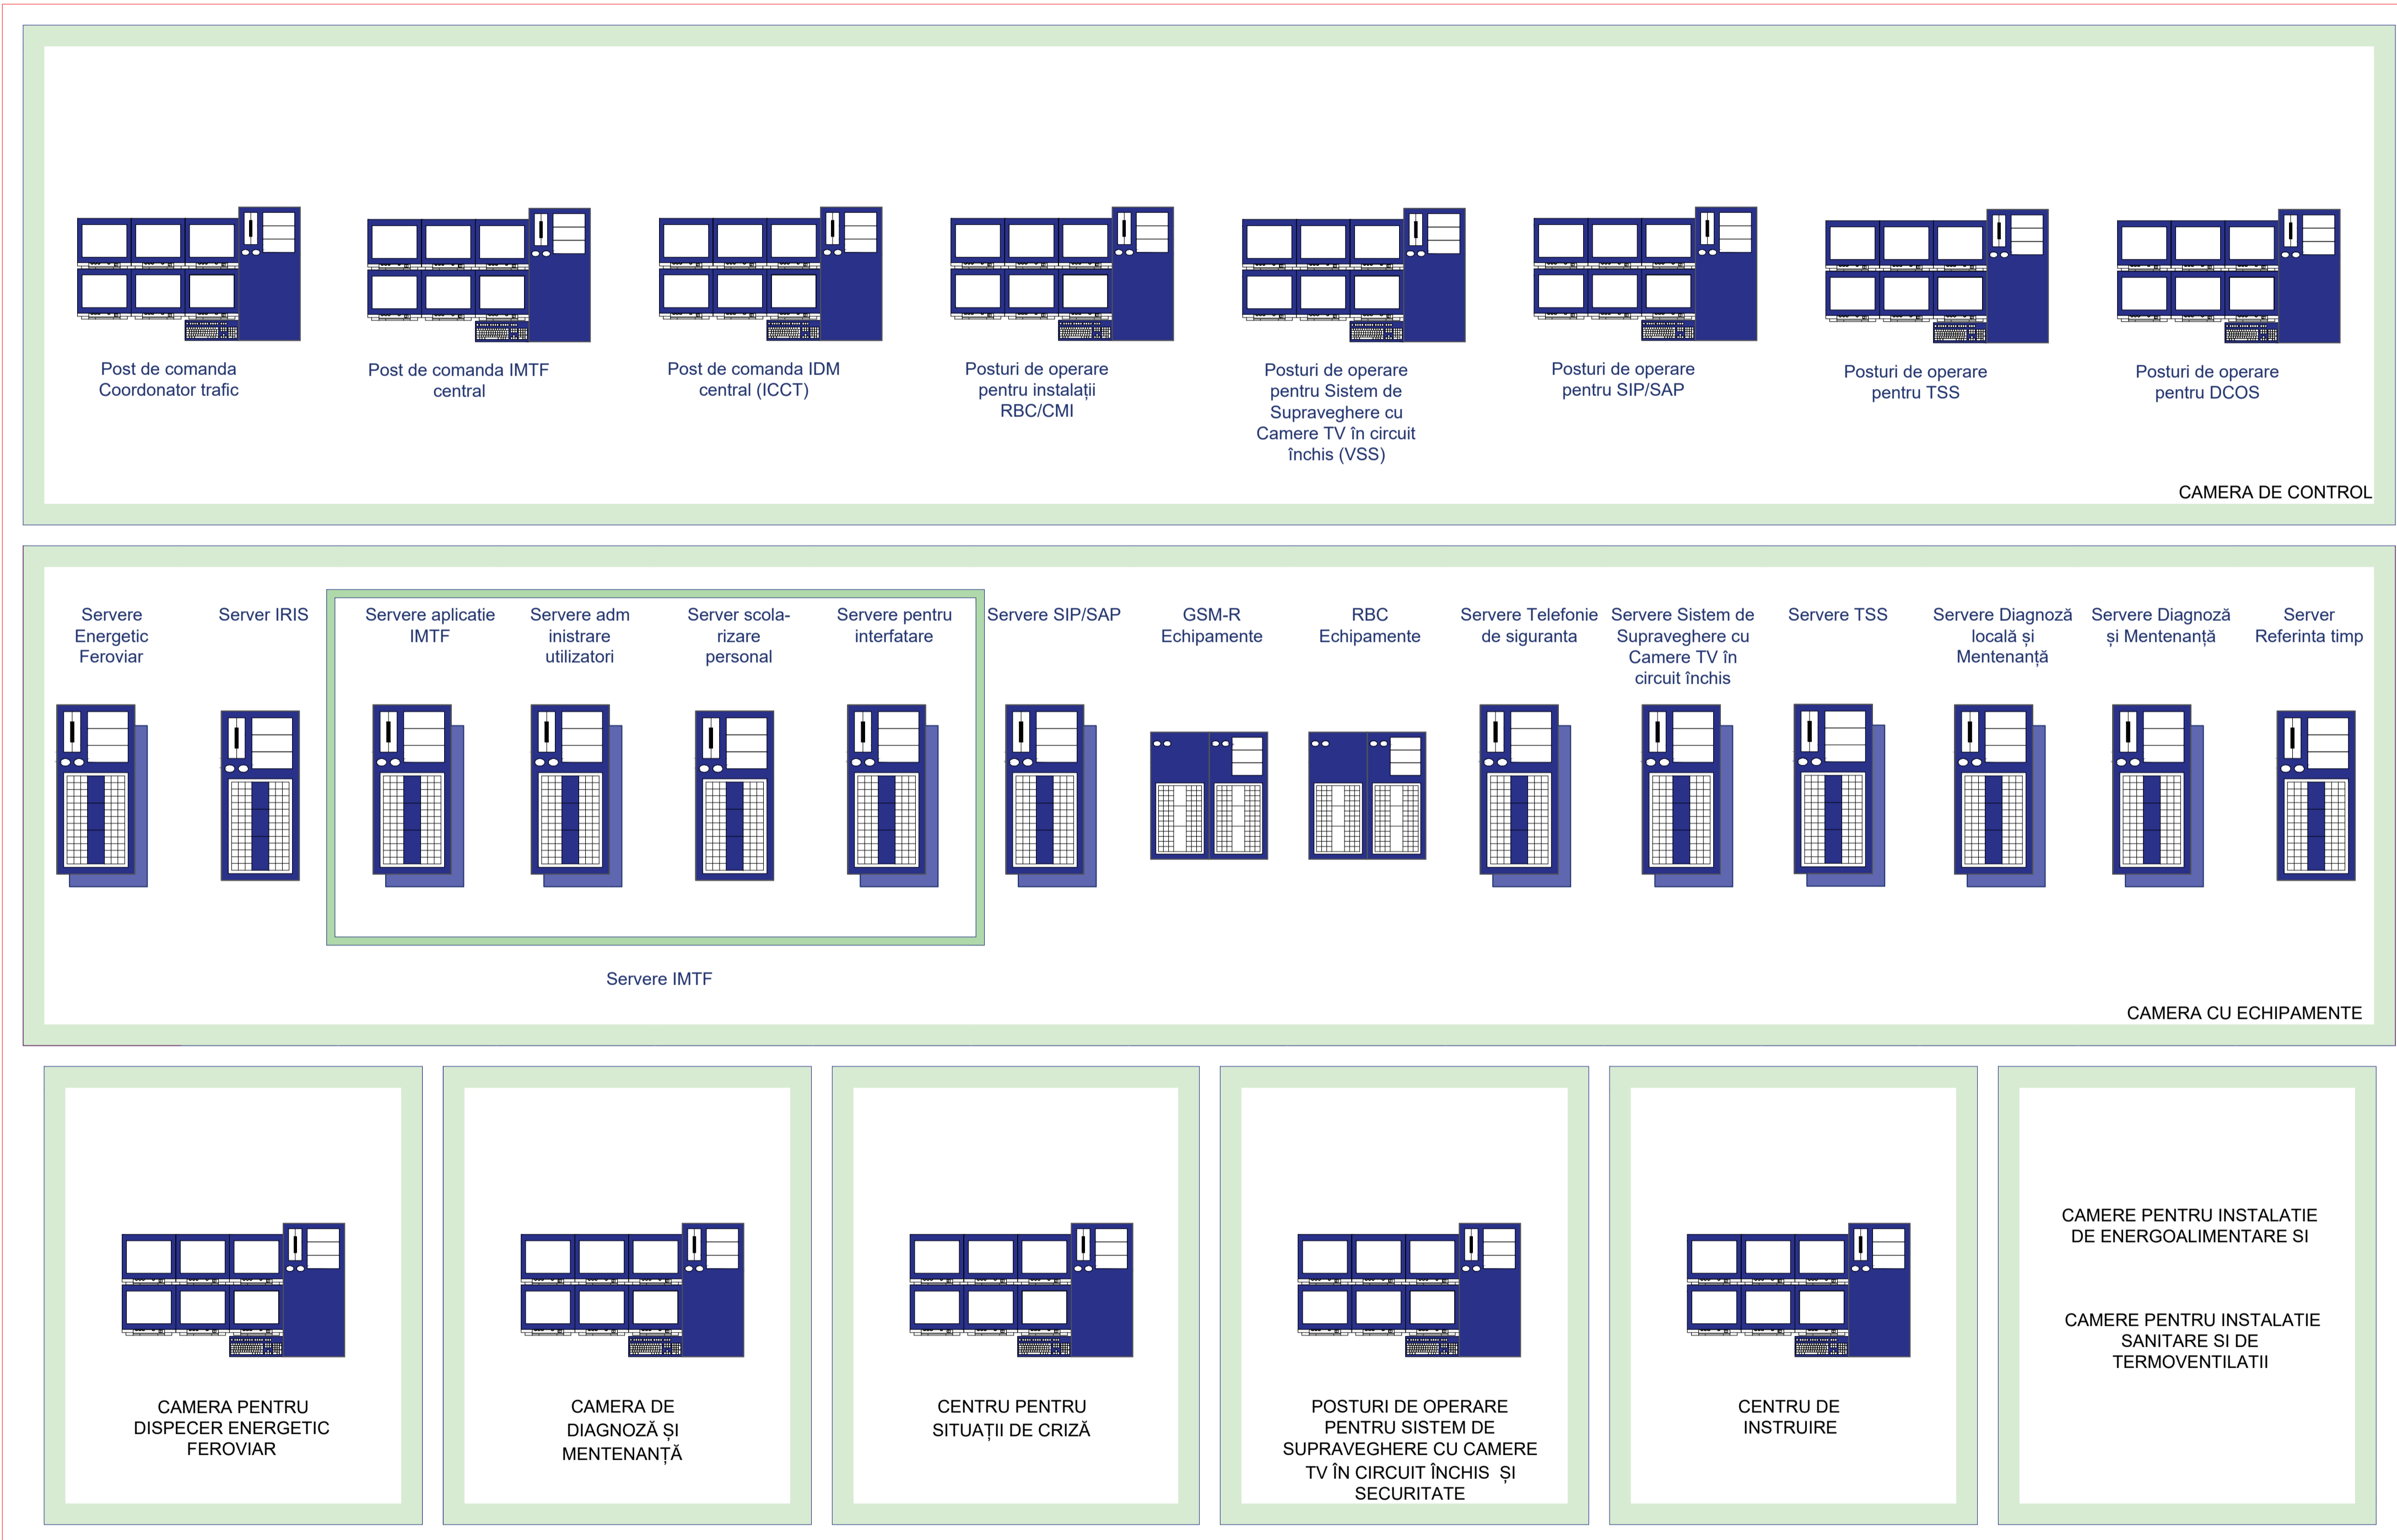 Post de comanda
Coordonator trafic
Post de comanda IMTF
central
Post de comanda IDM
central (ICCT)
Posturi de operare
pentru instalații
RBC/CMI
Posturi de operare
pentru Sistem de
Supraveghere cu
Camere TV în circuit
închis (VSS)
Posturi de operare
pentru SIP/SAP
Posturi de operare
pentru TSS
Posturi de operare
pentru DCOS
CAMERA DE CONTROL
Servere
Energetic
Feroviar
Server IRIS
Servere aplicatie
IMTF
Servere adm
inistrare
utilizatori
Server scola-
rizare
personal
Servere pentru
interfatare
Servere SIP/SAP
GSM-R
Echipamente
RBC
Echipamente
Servere Telefonie
de siguranta
Servere Sistem de
Supraveghere cu
Camere TV în
circuit închis
Servere TSS
Servere Diagnoză
locală și
Mentenanță
Servere Diagnoză
și Mentenanță
Server
Referinta timp
Servere IMTF
CAMERA CU ECHIPAMENTE
CAMERA PENTRU
DISPECER ENERGETIC
FEROVIAR
CAMERA DE
DIAGNOZĂ ȘI
MENTENANȚĂ
CENTRU PENTRU
SITUAȚII DE CRIZĂ
POSTURI DE OPERARE
PENTRU SISTEM DE
SUPRAVEGHERE CU CAMERE
TV ÎN CIRCUIT ÎNCHIS ȘI
SECURITATE
CENTRU DE
INSTRUIRE
CAMERE PENTRU INSTALATIE
DE ENERGOALIMENTARE SI
CAMERE PENTRU INSTALATIE
SANITARE SI DE
TERMOVENTILATII